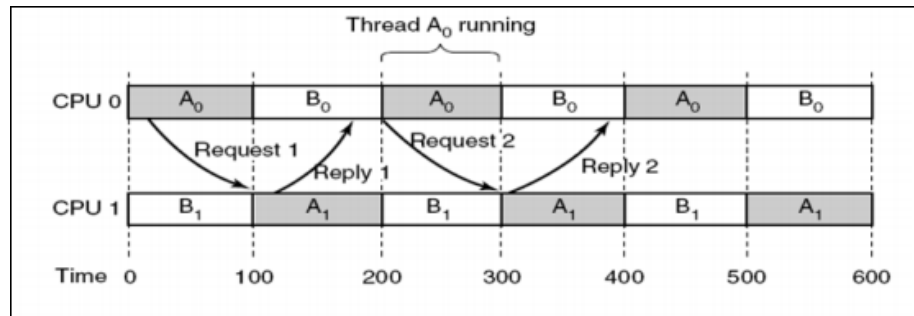 Thread A₀ running
CPU 0 A₀ B₀ A₀ B₀ A₀ B₀
Request 1 Reply 1 Request 2 Reply 2
CPU 1 B₁ A₁ B₁ A₁ B₁ A₁
Time 0 100 200 300 400 500 600